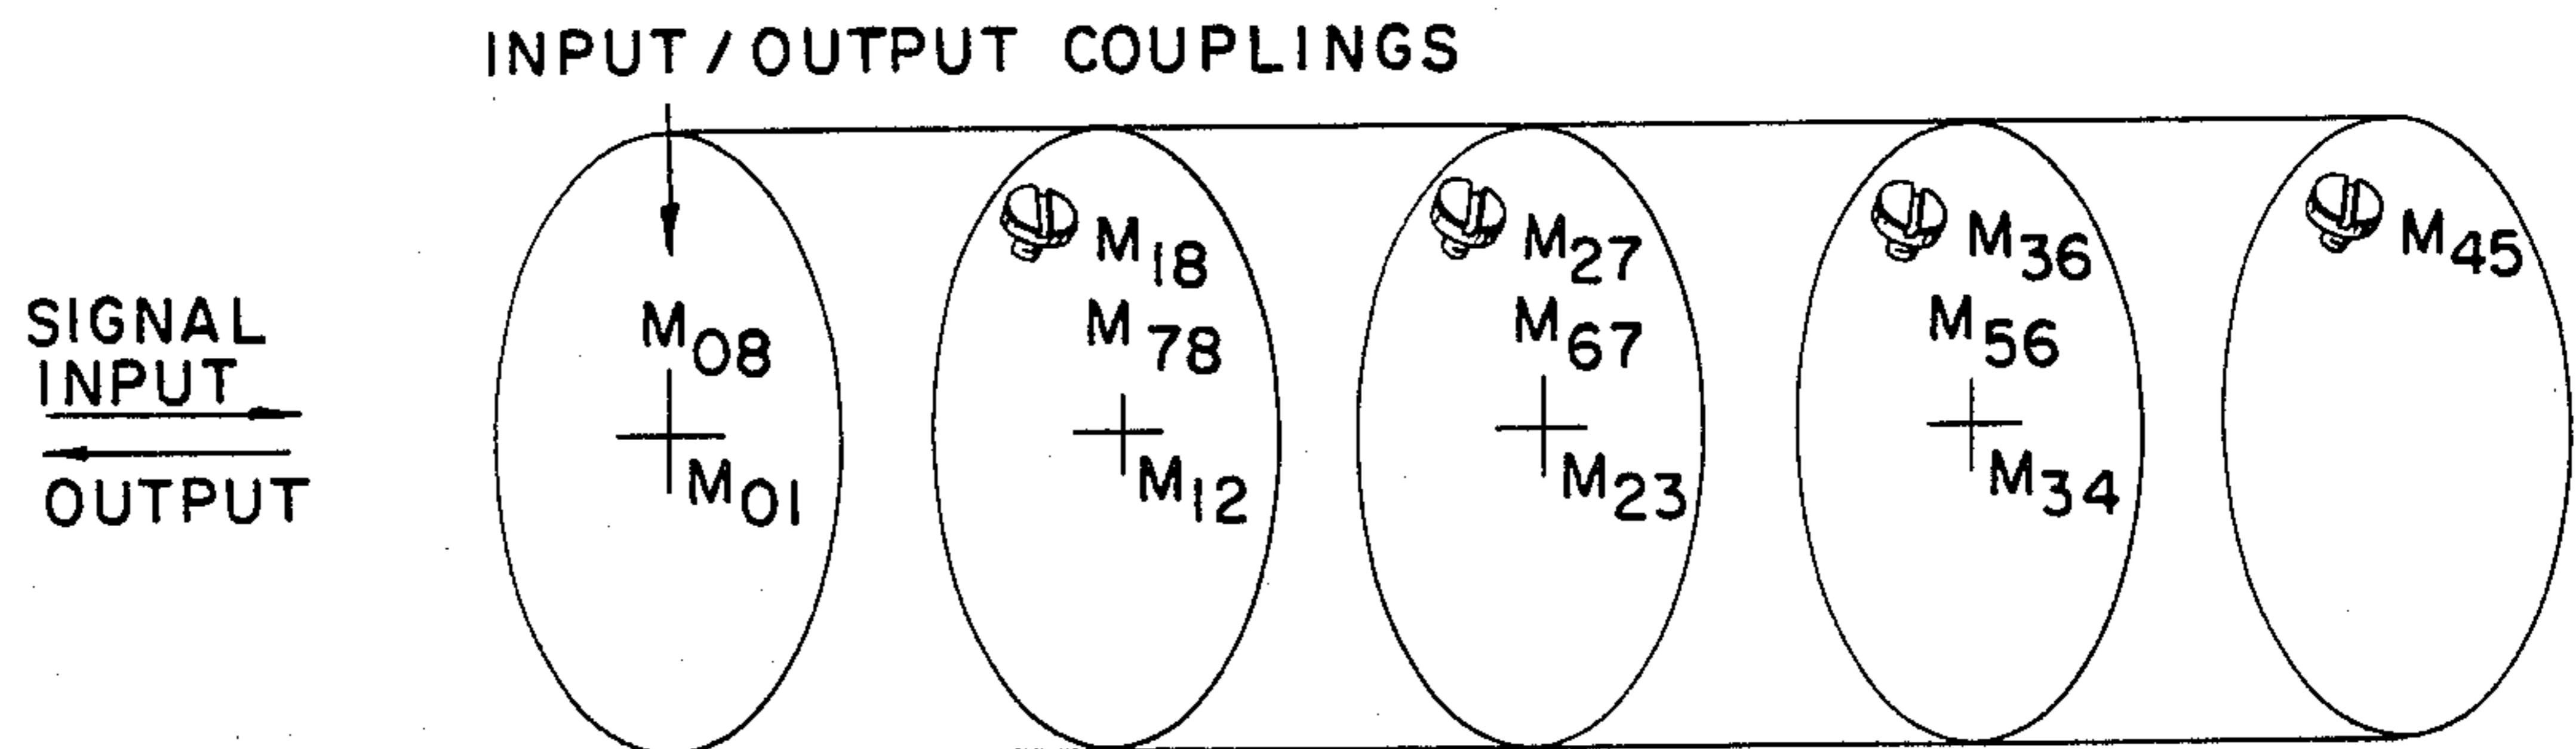 INPUT / OUTPUT COUPLINGS
SIGNAL
INPUT
OUTPUT
M08
M01
M18
M78
M12
M27
M67
M23
M36
M56
M34
M45